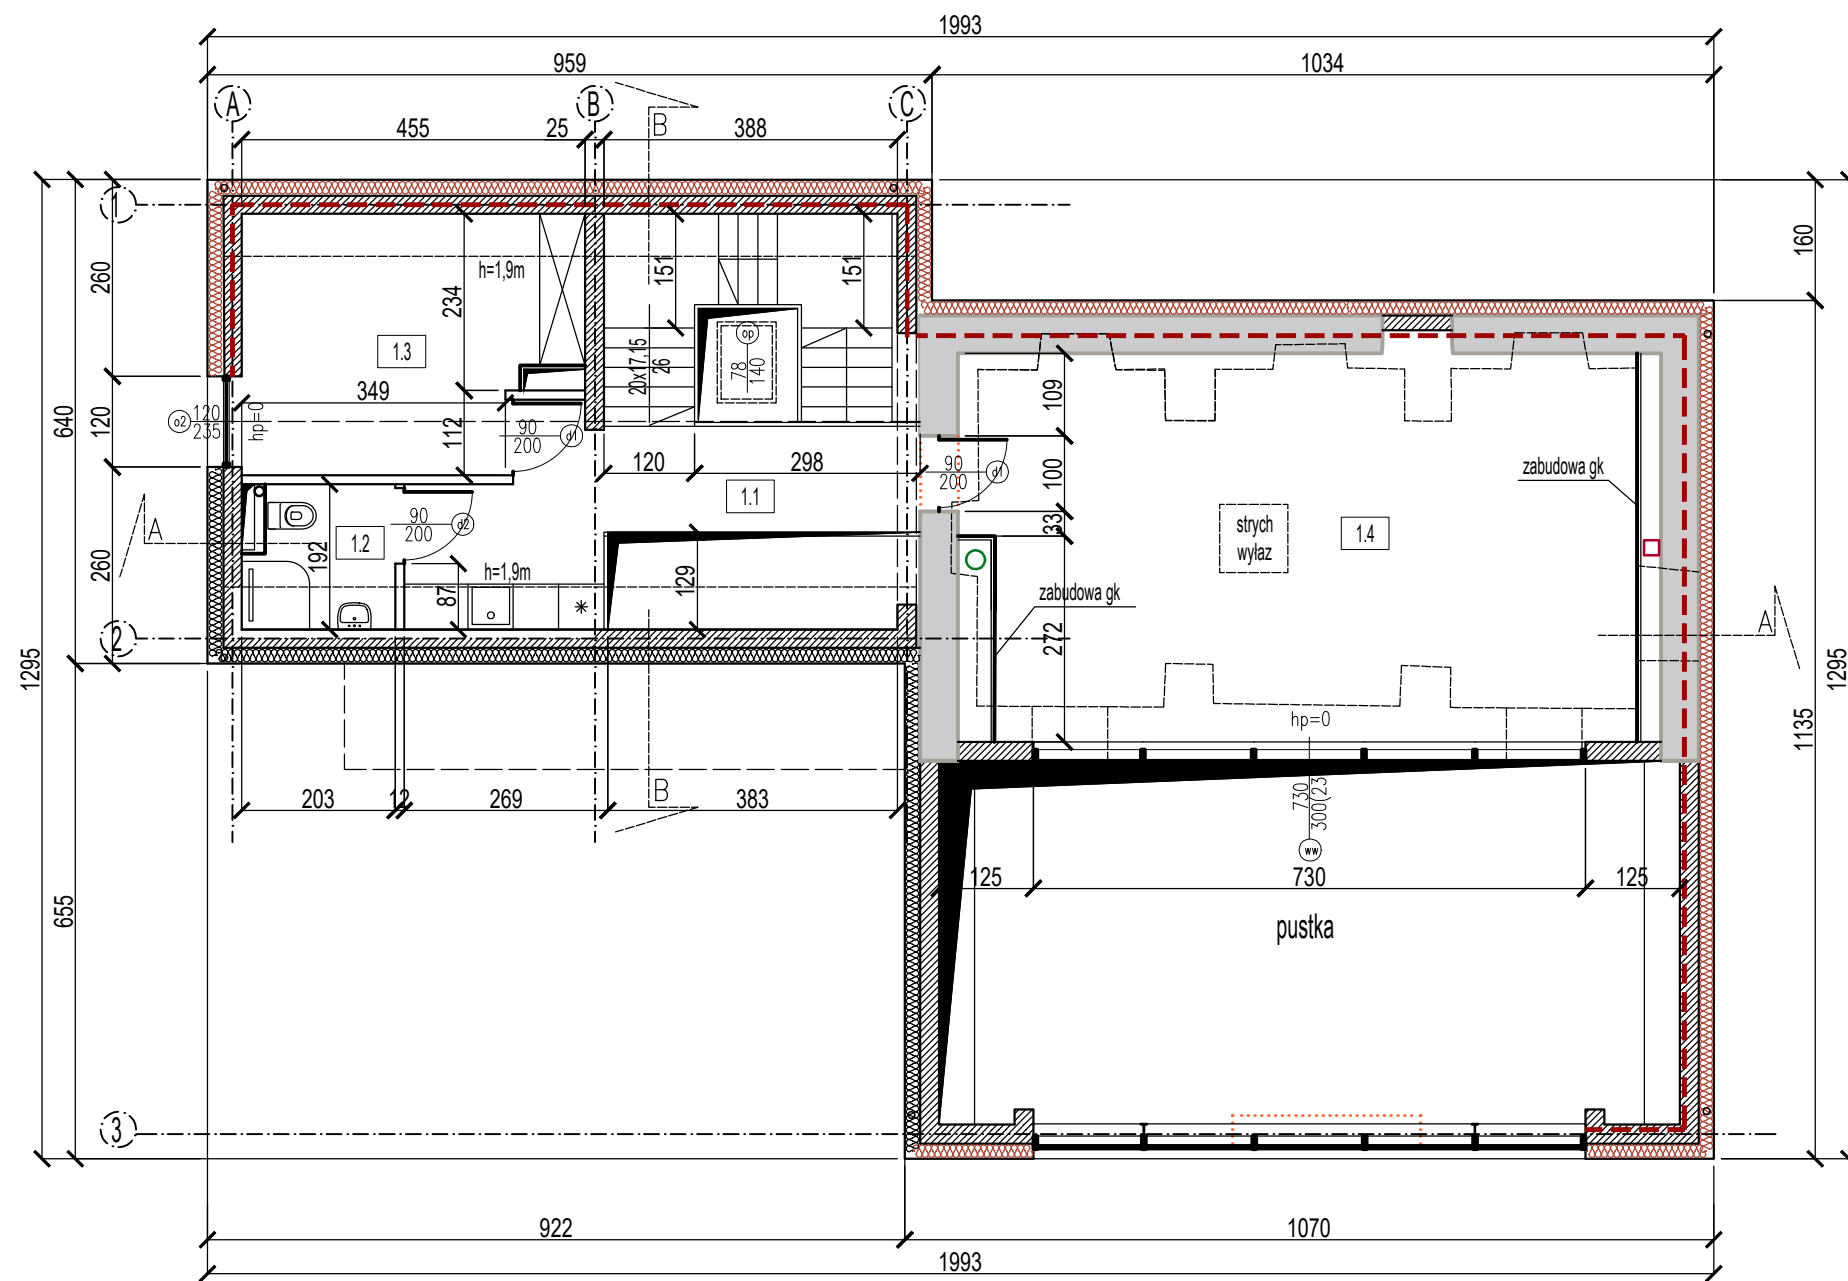 1993
959
1034
A
B
C
B
455
25
388
1
260
160
151
151
h=1,9m
234
op
78
140
20x17,15
26
1.3
109
349
640
120
o2
120
235
hp=0
112
90
200
d1
120
298
90
200
d1
100
zabudowa gk
1.1
A
1.2
90
200
d2
33
strych
wyłaz
1.4
192
260
h=1,9m
87
129
zabudowa gk
272
A
2
1295
1295
hp=0
1135
203
12
269
B
383
730
300(23
ww
125
730
125
655
pustka
3
922
1070
1993